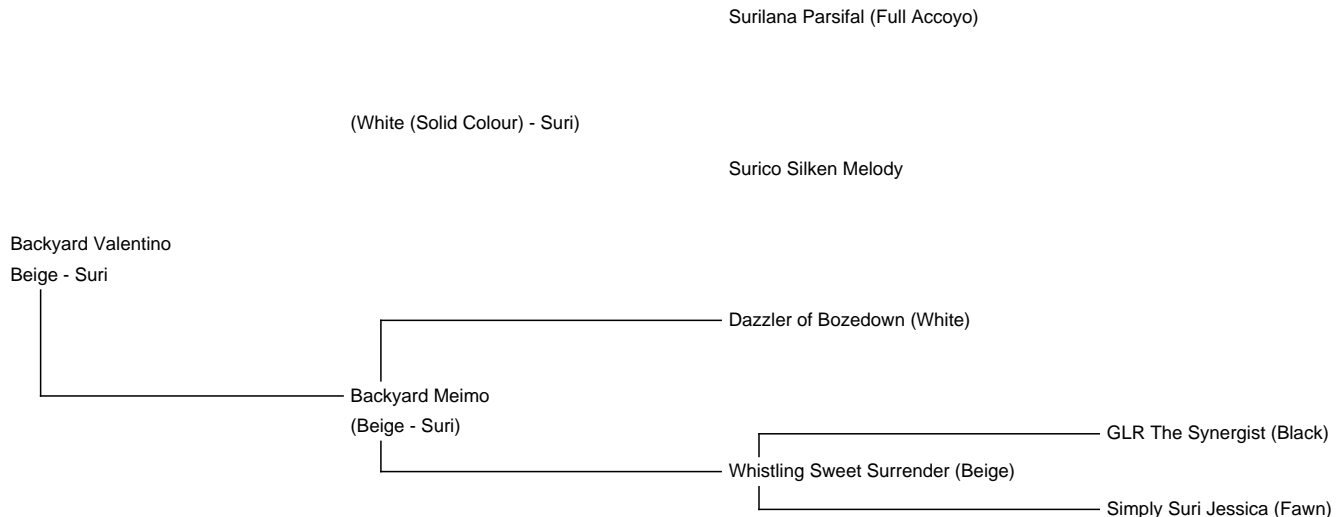 Surilana Parsifal (Full Accoyo)
(White (Solid Colour) - Suri)
Surico Silken Melody
Backyard Valentino
Beige - Suri
Dazzler of Bozedown (White)
Backyard Meimo
(Beige - Suri)
GLR The Synergist (Black)
Whistling Sweet Surrender (Beige)
Simply Suri Jessica (Fawn)